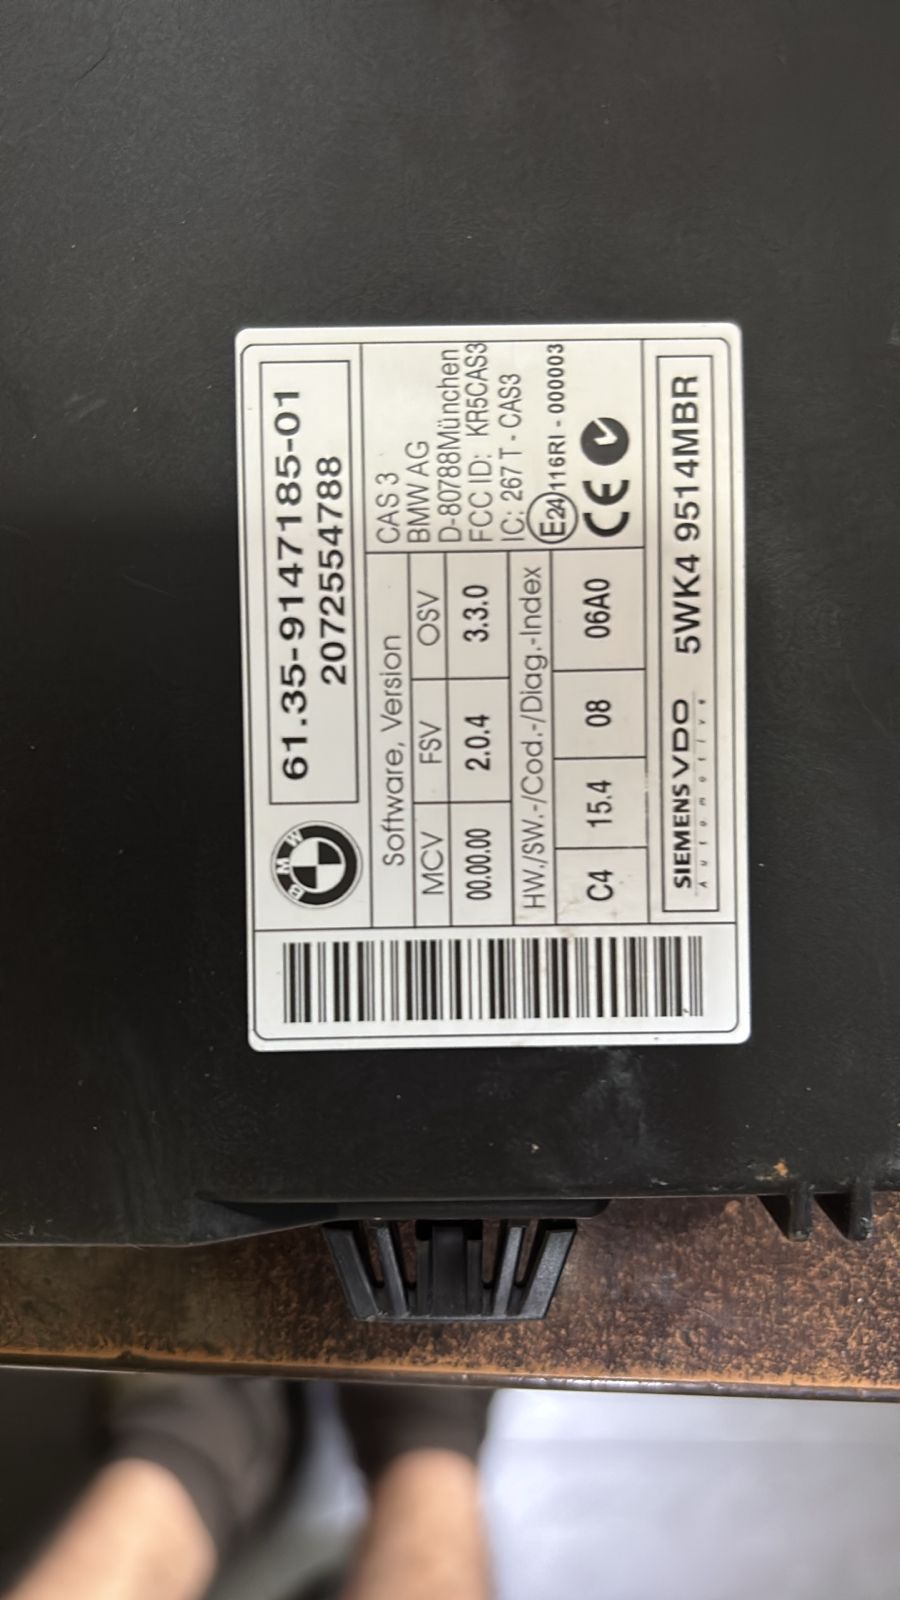 BMW
61.35-9147185-01
2072554788
Software, Version
MCV FSV OSV
00.00.00 2.0.4 3.3.0
HW./SW.-/Cod.-/Diag.-Index
C4 15.4 08 06A0
CAS 3
BMW AG
D-80788München
FCC ID: KR5CAS3
IC: 267 T - CAS3
E24 116RI - 000003
CE
SIEMENS VDO 5WK4 9514MBR
Automotive